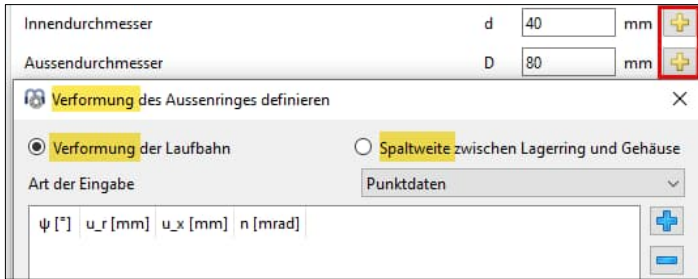 Innendurchmesser d 40 mm
Aussendurchmesser D 80 mm
Verformung des Aussenringes definieren
Verformung der Laufbahn Spaltweite zwischen Lagerring und Gehäuse
Art der Eingabe Punktdaten
ψ [°] u_r [mm] u_x [mm] n [mrad]